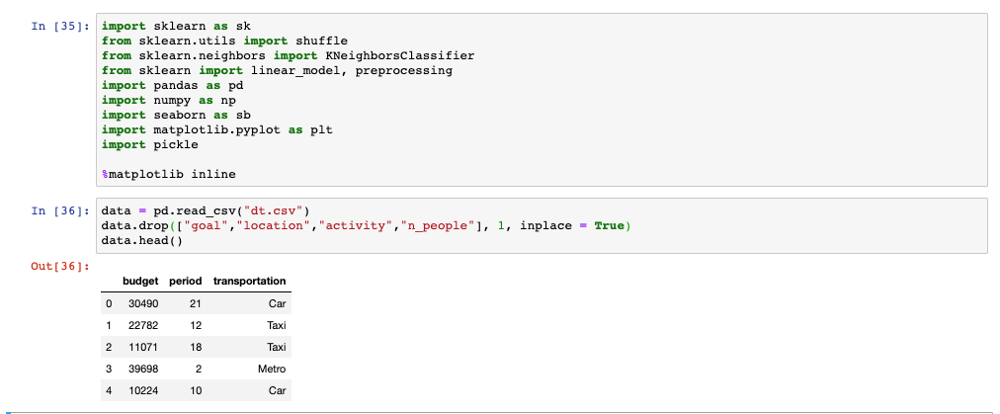 In [35]: import sklearn as sk
from sklearn.utils import shuffle
from sklearn.neighbors import KNeighborsClassifier
from sklearn import linear_model, preprocessing
import pandas as pd
import numpy as np
import seaborn as sb
import matplotlib.pyplot as plt
import pickle
%matplotlib inline
In [36]: data = pd.read_csv("dt.csv")
data.drop(["goal","location","activity","n_people"], 1, inplace = True)
data.head()
Out[36]:
budget period transportation
0 30490 21 Car
1 22782 12 Taxi
2 11071 18 Taxi
3 39698 2 Metro
4 10224 10 Car